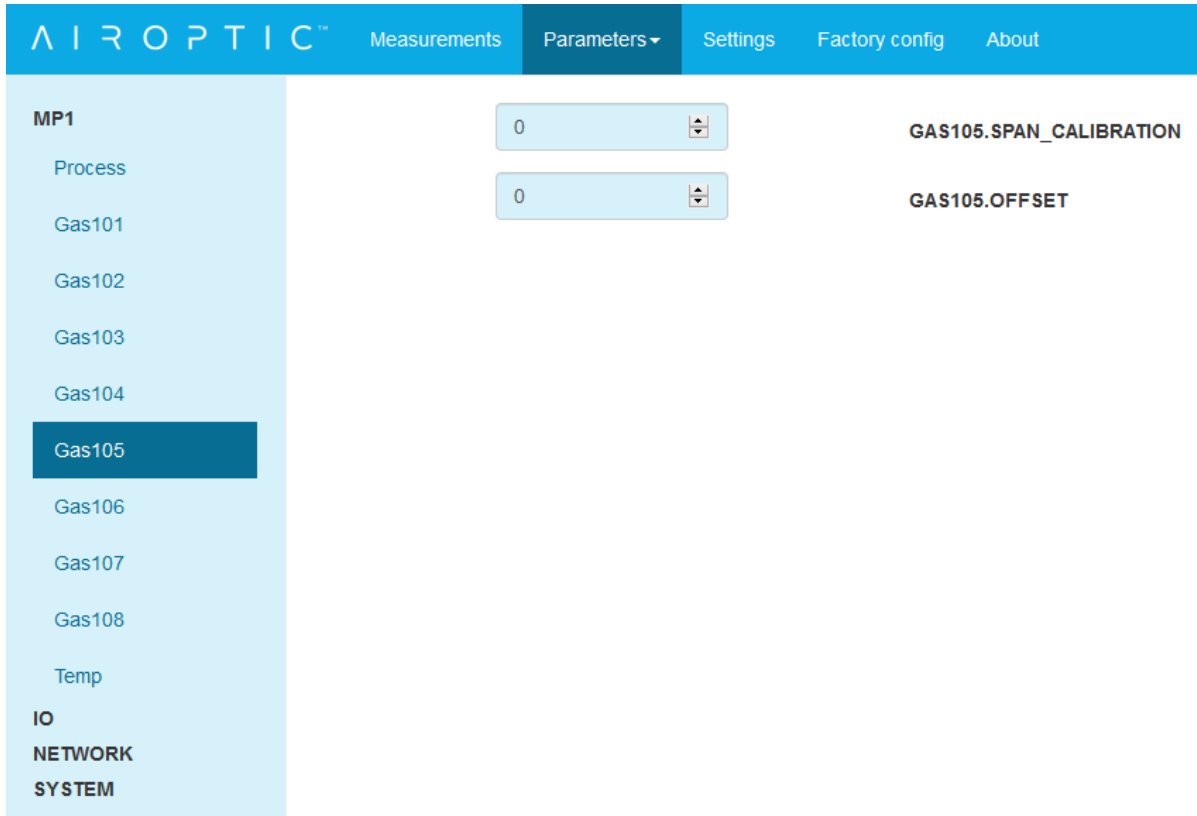 AIROPTIC™ Measurements Parameters Settings Factory config About
MP1
Process
Gas101
Gas102
Gas103
Gas104
Gas105
Gas106
Gas107
Gas108
Temp
IO
NETWORK
SYSTEM
0 GAS105.SPAN_CALIBRATION
0 GAS105.OFFSET